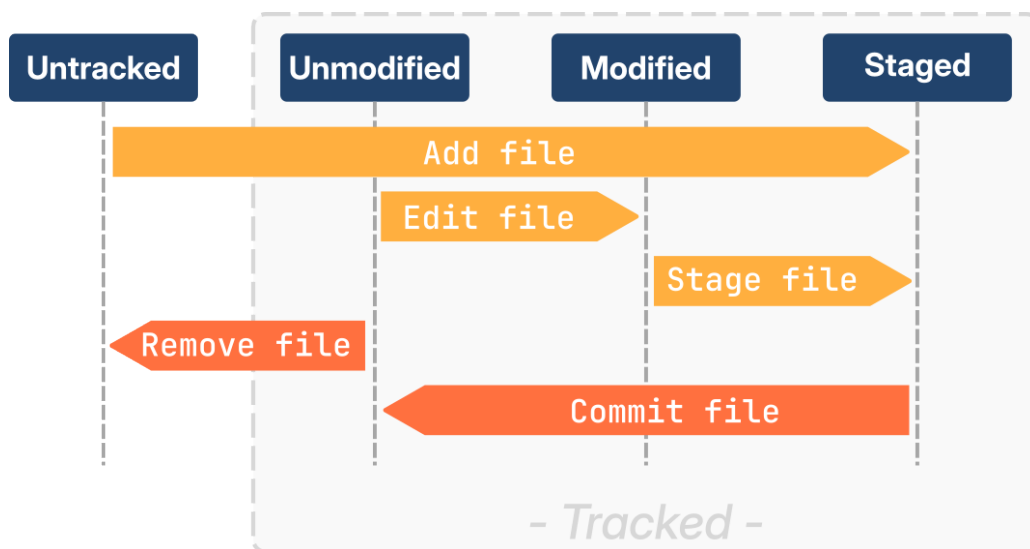 Untracked
Unmodified
Modified
Staged
Add file
Edit file
Stage file
Remove file
Commit file
- Tracked -